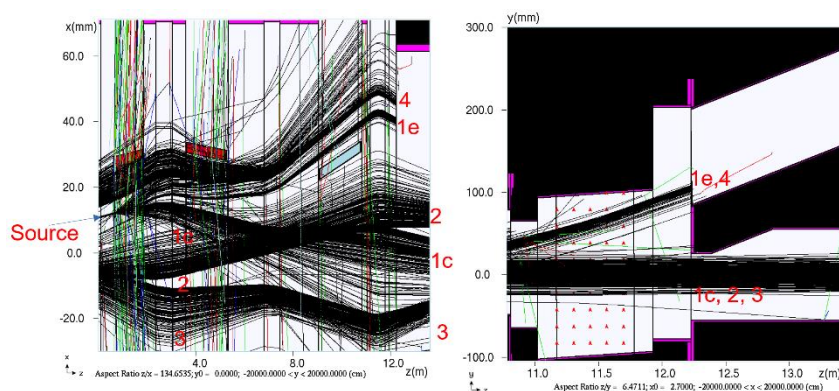 x(mm)
60.0
40.0
20.0
0.0
-20.0
4
1e
2
1c
3
Source
2
3
4.0
8.0
12.0
z(m)
x
z
Aspect Ratio z/x = 134.6535; y0 = 0.0000; -20000.0000 < y < 20000.0000 (cm)
y(mm)
300.0
200.0
100.0
0.0
-100.0
1e,4
1c, 2, 3
11.0
11.5
12.0
12.5
13.0
z(m)
y
z
Aspect Ratio z/y = 6.4711; x0 = 2.7000; -20000.0000 < x < 20000.0000 (cm)